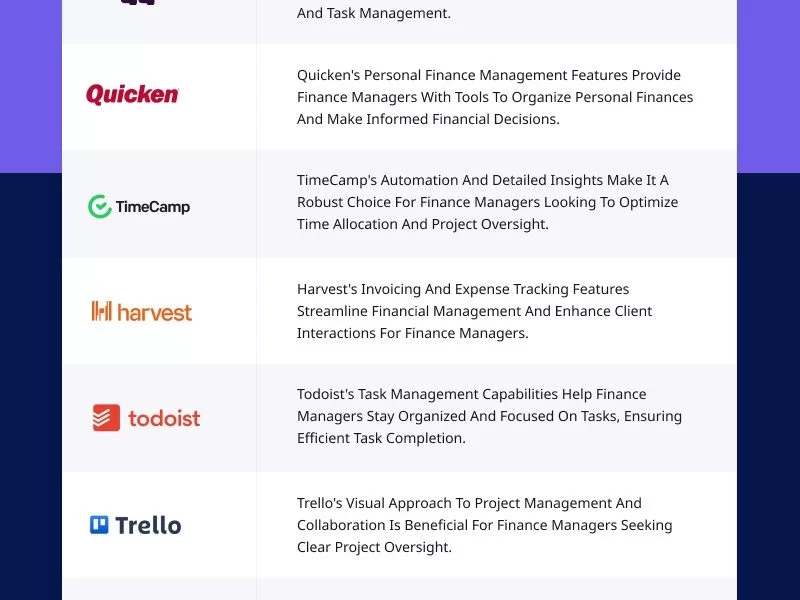 And Task Management.
Quicken
Quicken's Personal Finance Management Features Provide
Finance Managers With Tools To Organize Personal Finances
And Make Informed Financial Decisions.
TimeCamp
TimeCamp's Automation And Detailed Insights Make It A
Robust Choice For Finance Managers Looking To Optimize
Time Allocation And Project Oversight.
harvest
Harvest's Invoicing And Expense Tracking Features
Streamline Financial Management And Enhance Client
Interactions For Finance Managers.
todoist
Todoist's Task Management Capabilities Help Finance
Managers Stay Organized And Focused On Tasks, Ensuring
Efficient Task Completion.
Trello
Trello's Visual Approach To Project Management And
Collaboration Is Beneficial For Finance Managers Seeking
Clear Project Oversight.